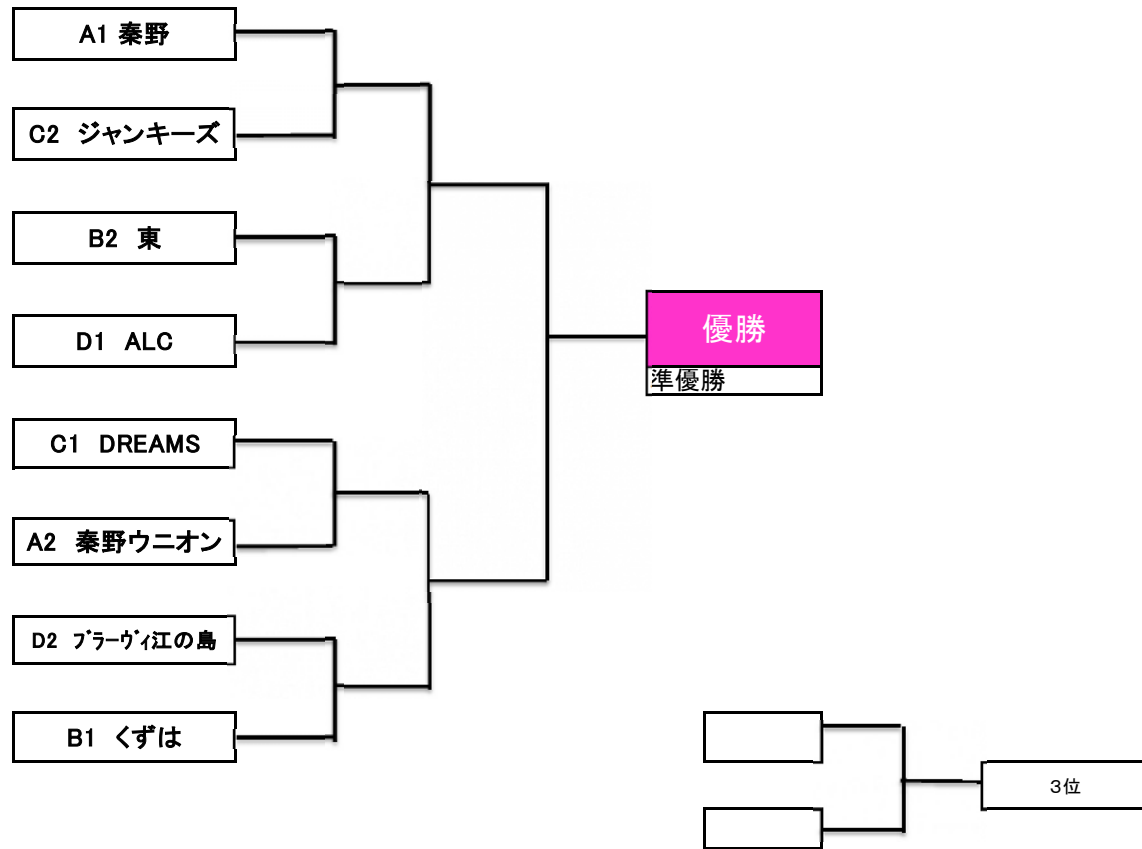 A1 秦野
C2 ジャンキーズ
B2 東
D1 ALC
優勝
準優勝
C1 DREAMS
A2 秦野ウニオン
D2 ﾌﾞﾗｰｳﾞｨ江の島
B1 くずは
3位